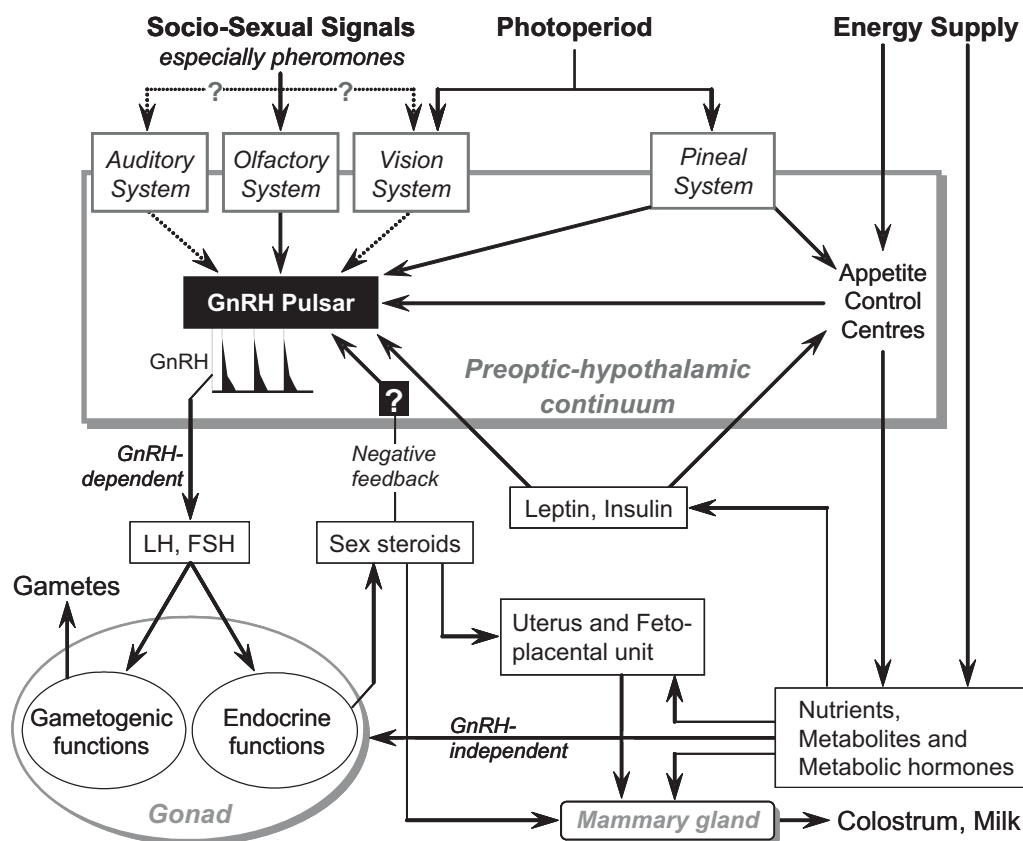 Socio-Sexual Signals
especially pheromones
Photoperiod
Energy Supply
?
?
Auditory
System
Olfactory
System
Vision
System
Pineal
System
GnRH Pulsar
Appetite
Control
Centres
GnRH
Preoptic-hypothalamic
continuum
?
GnRH-
dependent
Negative
feedback
Leptin, Insulin
LH, FSH
Sex steroids
Gametes
Uterus and Feto-
placental unit
Gametogenic
functions
Endocrine
functions
GnRH-
independent
Nutrients,
Metabolites and
Metabolic hormones
Gonad
Mammary gland
Colostrum, Milk